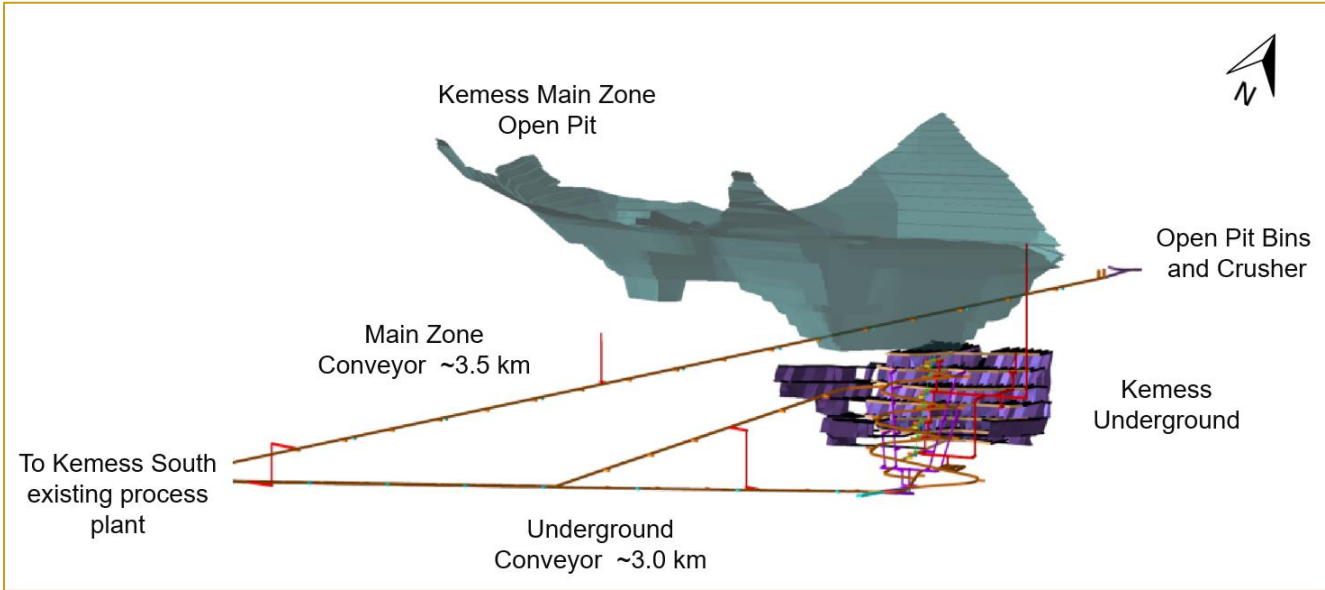 Kemess Main Zone
Open Pit
N
Open Pit Bins
and Crusher
Main Zone
Conveyor ~3.5 km
Kemess
Underground
To Kemess South
existing process
plant
Underground
Conveyor ~3.0 km